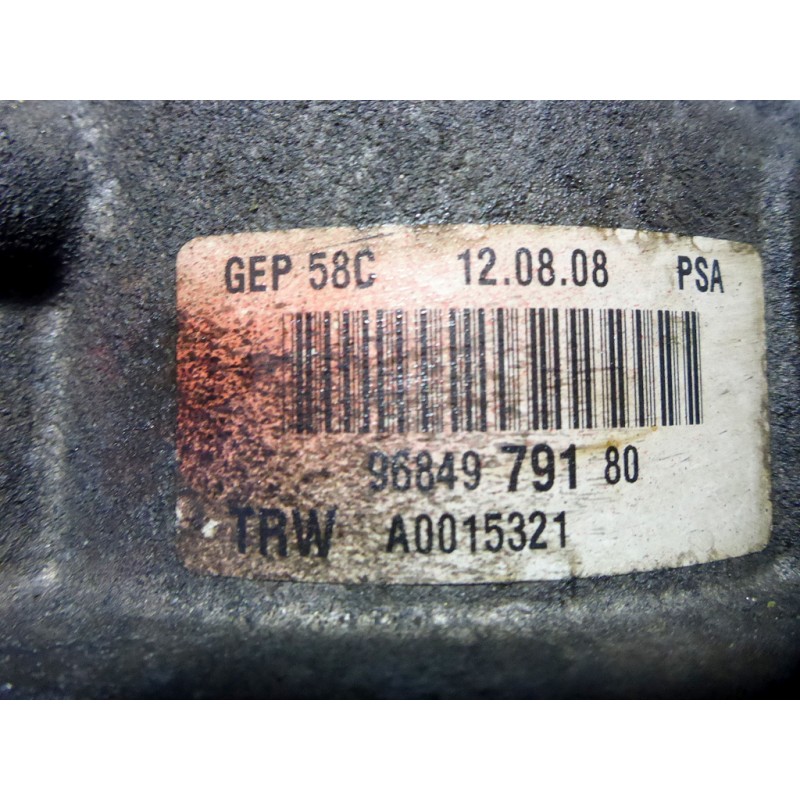 GEP 58C 12.08.08 PSA
96849 791 80
TRW A0015321